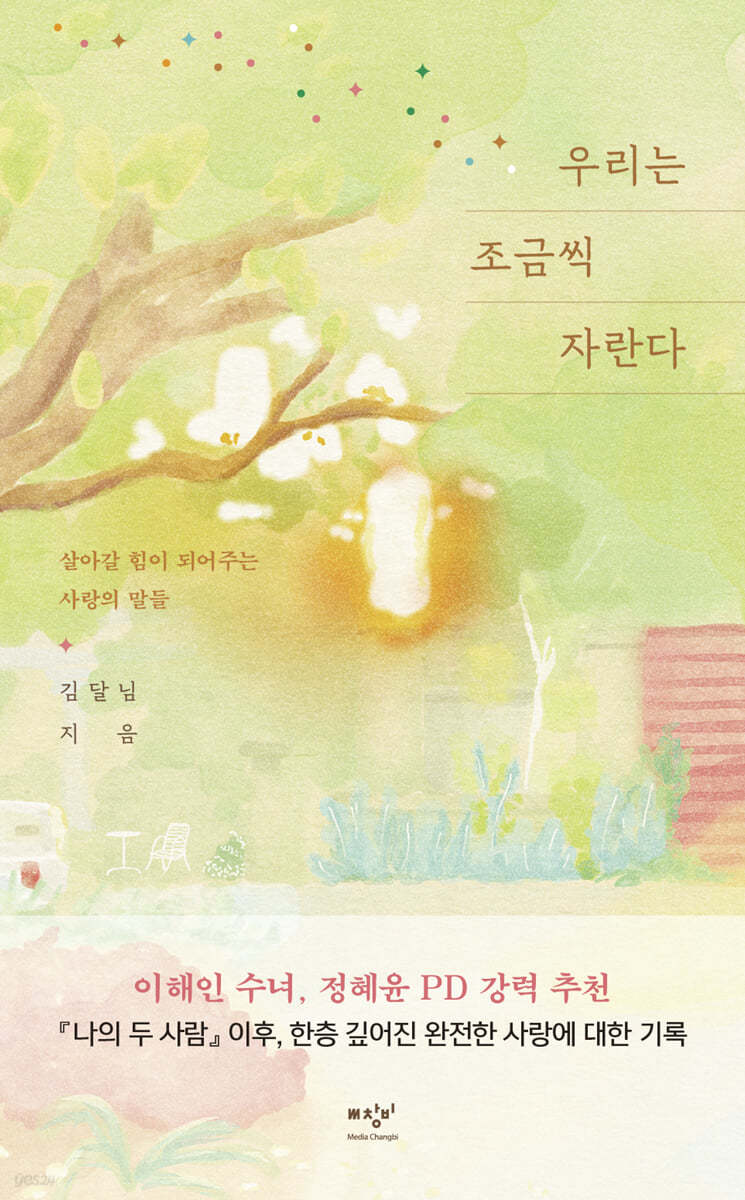 우리는
조금씩
자란다
살아갈 힘이 되어주는
사랑의 말들
김달님
지음
이해인 수녀, 정혜윤 PD 강력 추천
『나의 두 사람』 이후, 한층 깊어진 완전한 사랑에 대한 기록
창비
Media Changbi
yes24